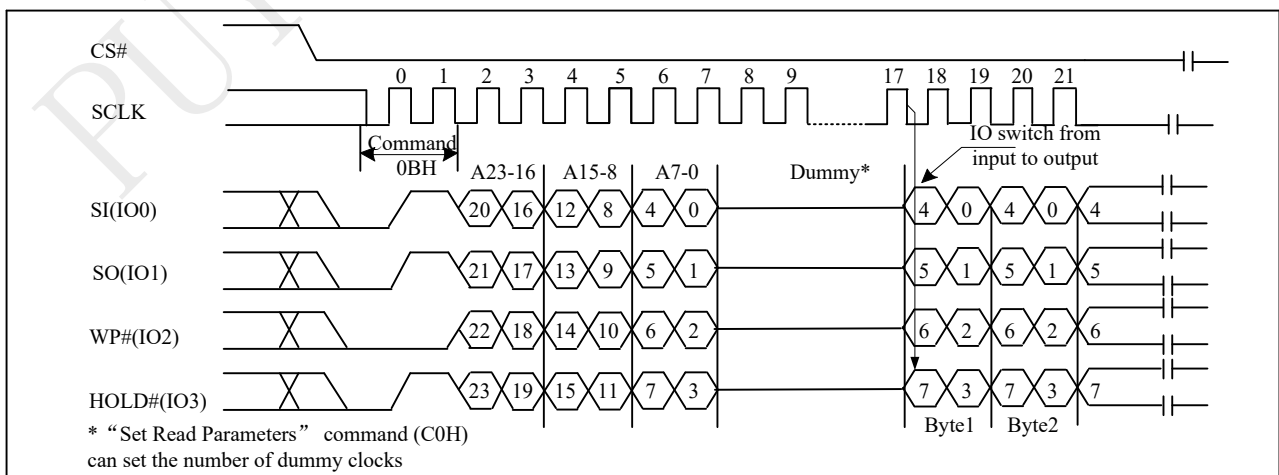 PUY
CS#
0 1 2 3 4 5 6 7 8 9 17 18 19 20 21
SCLK
Command
0BH
IO switch from
input to output
A23-16 A15-8 A7-0 Dummy*
SI(IO0) 20 16 12 8 4 0 4 0 4 0 4
SO(IO1) 21 17 13 9 5 1 5 1 5 1 5
WP#(IO2) 22 18 14 10 6 2 6 2 6 2 6
HOLD#(IO3) 23 19 15 11 7 3 7 3 7 3 7
Byte1 Byte2
* “Set Read Parameters” command (C0H)
can set the number of dummy clocks